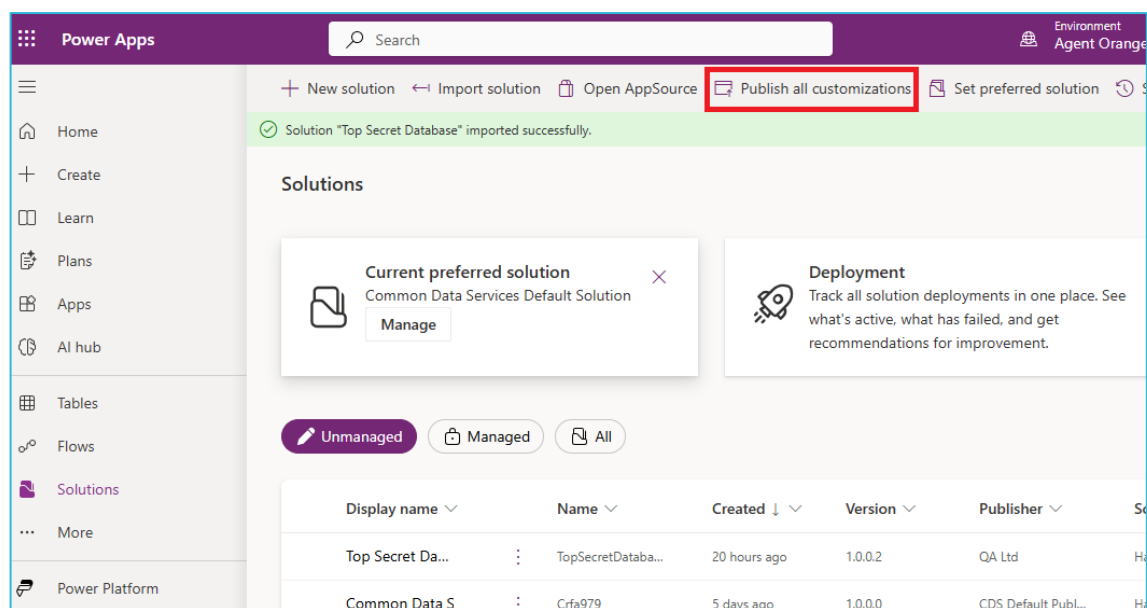 Power Apps
Search
Environment
Agent Orange
New solution
Import solution
Open AppSource
Publish all customizations
Set preferred solution
S
Solution "Top Secret Database" imported successfully.
Home
Create
Learn
Plans
Apps
AI hub
Tables
Flows
Solutions
More
Power Platform
Solutions
Current preferred solution
Common Data Services Default Solution
Manage
Deployment
Track all solution deployments in one place. See
what's active, what has failed, and get
recommendations for improvement.
Unmanaged
Managed
All
Display name
Name
Created
Version
Publisher
So
Top Secret Da...
TopSecretDataba...
20 hours ago
1.0.0.2
QA Ltd
Ha
Common Data S
Crfa979
5 days ago
1.0.0.0
CDS Default Publ...
Ha